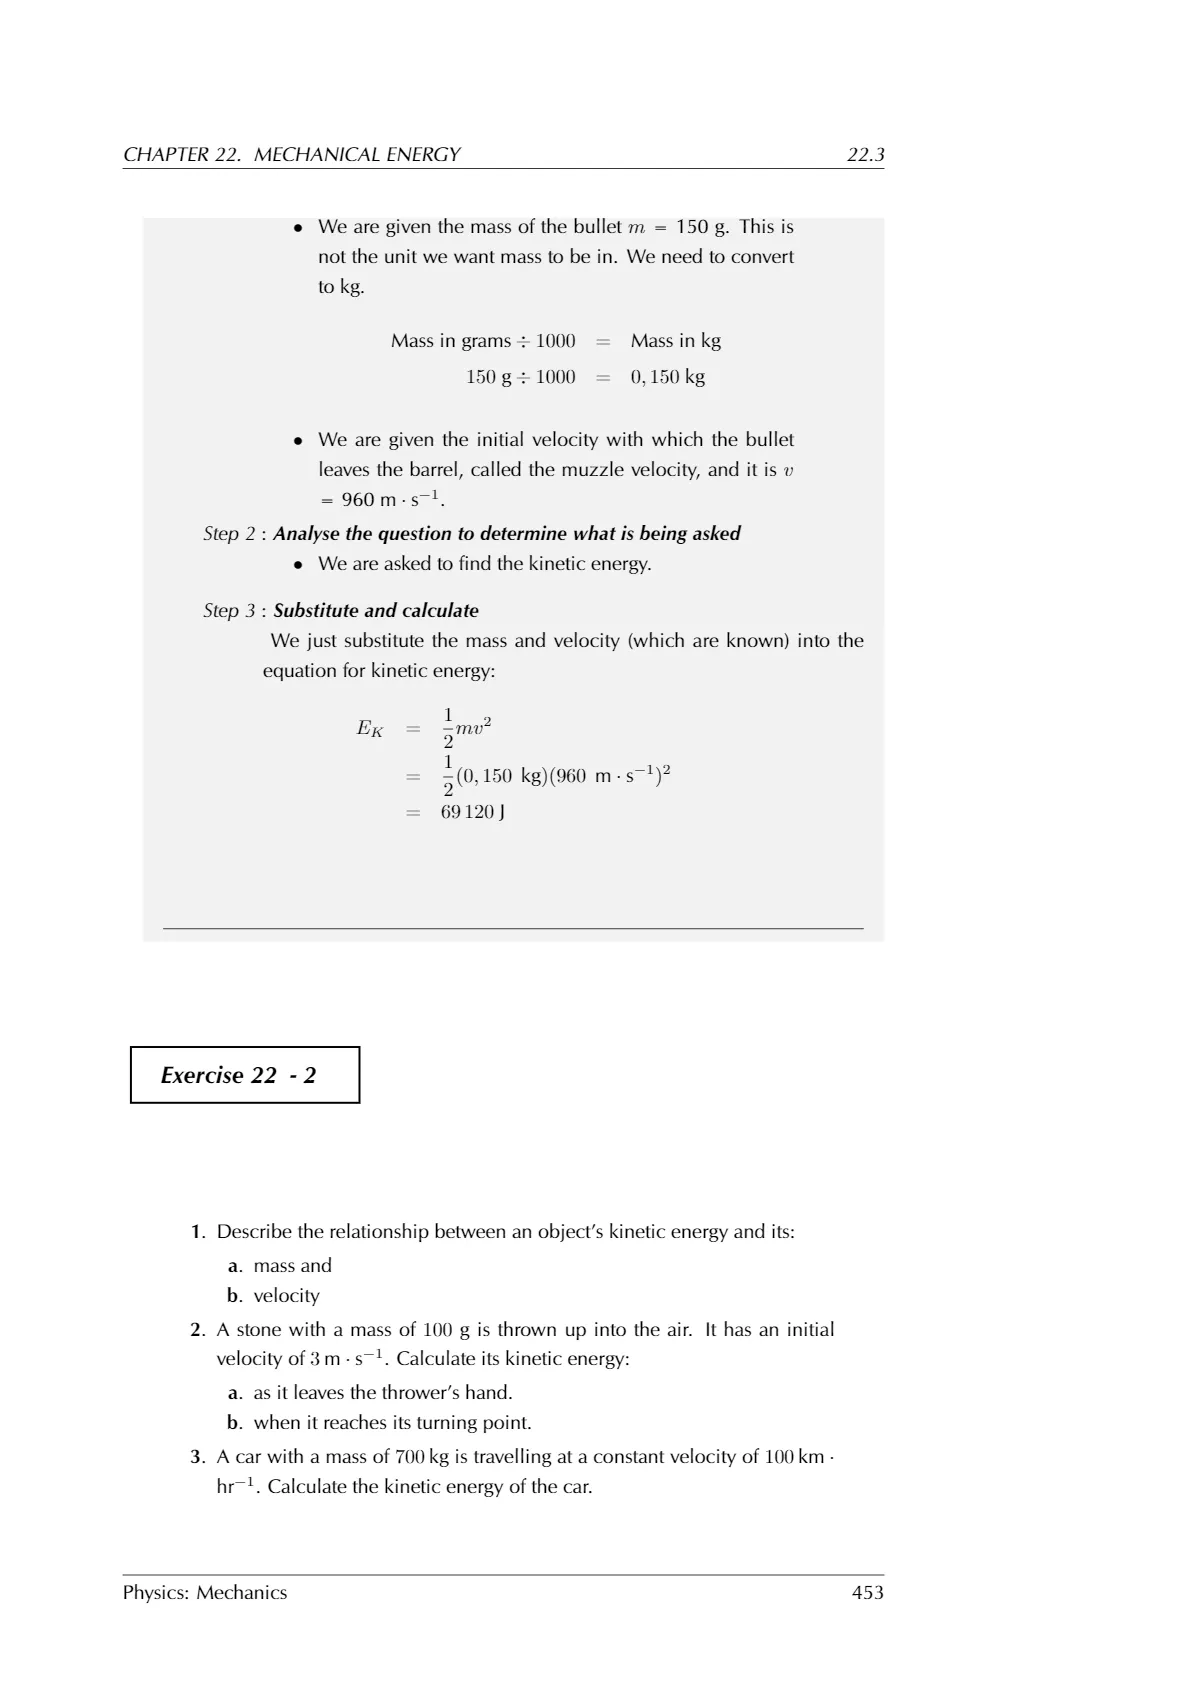 CHAPTER 22. MECHANICAL ENERGY 22.3
• We are given the mass of the bullet m = 150 g. This is
not the unit we want mass to be in. We need to convert
to kg.
Mass in grams ÷ 1000 = Mass in kg
150 g ÷ 1000 = 0, 150 kg
• We are given the initial velocity with which the bullet
leaves the barrel, called the muzzle velocity, and it is v
= 960 m · s⁻¹.
Step 2 : Analyse the question to determine what is being asked
• We are asked to find the kinetic energy.
Step 3 : Substitute and calculate
We just substitute the mass and velocity (which are known) into the
equation for kinetic energy:
E_K = 1/2 mv²
= 1/2 (0, 150 kg)(960 m · s⁻¹)²
= 69 120 J
Exercise 22 - 2
1. Describe the relationship between an object’s kinetic energy and its:
a. mass and
b. velocity
2. A stone with a mass of 100 g is thrown up into the air. It has an initial
velocity of 3 m · s⁻¹. Calculate its kinetic energy:
a. as it leaves the thrower’s hand.
b. when it reaches its turning point.
3. A car with a mass of 700 kg is travelling at a constant velocity of 100 km ·
hr⁻¹. Calculate the kinetic energy of the car.
Physics: Mechanics 453